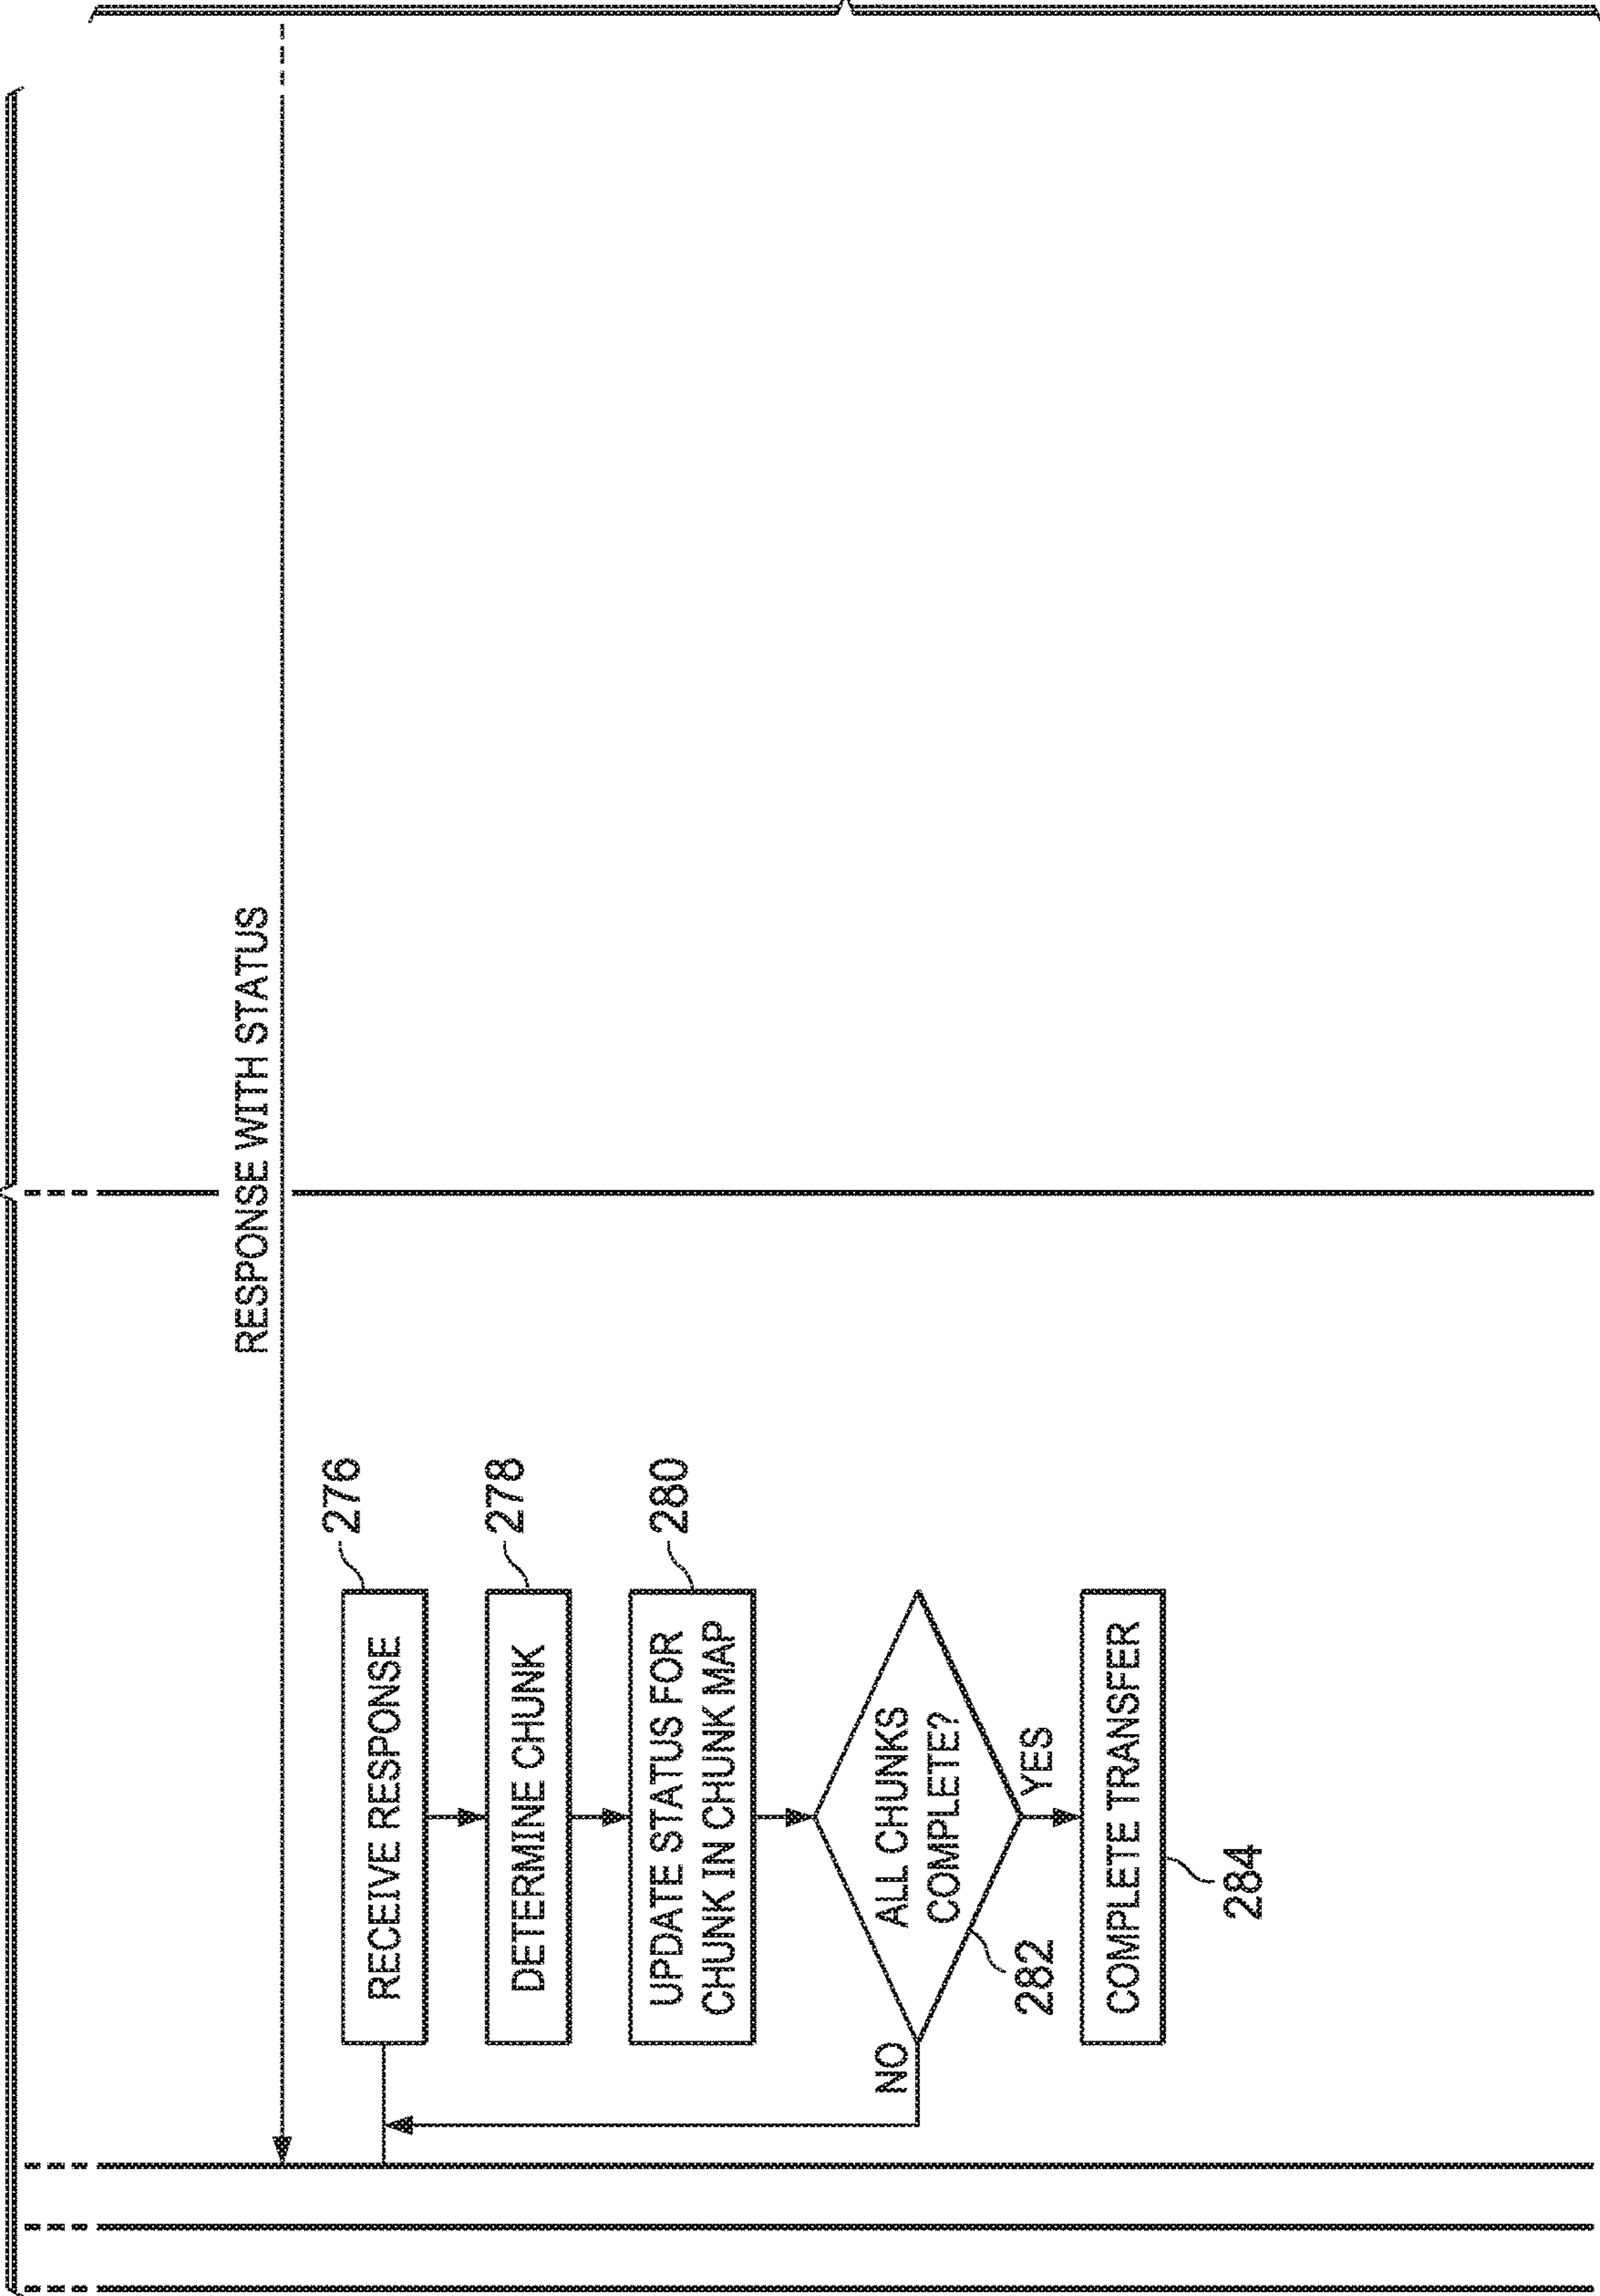 RESPONSE WITH STATUS
276
RECEIVE RESPONSE
278
DETERMINE CHUNK
280
UPDATE STATUS FOR
CHUNK IN CHUNK MAP
ALL CHUNKS
COMPLETE?
NO
YES
282
COMPLETE TRANSFER
284